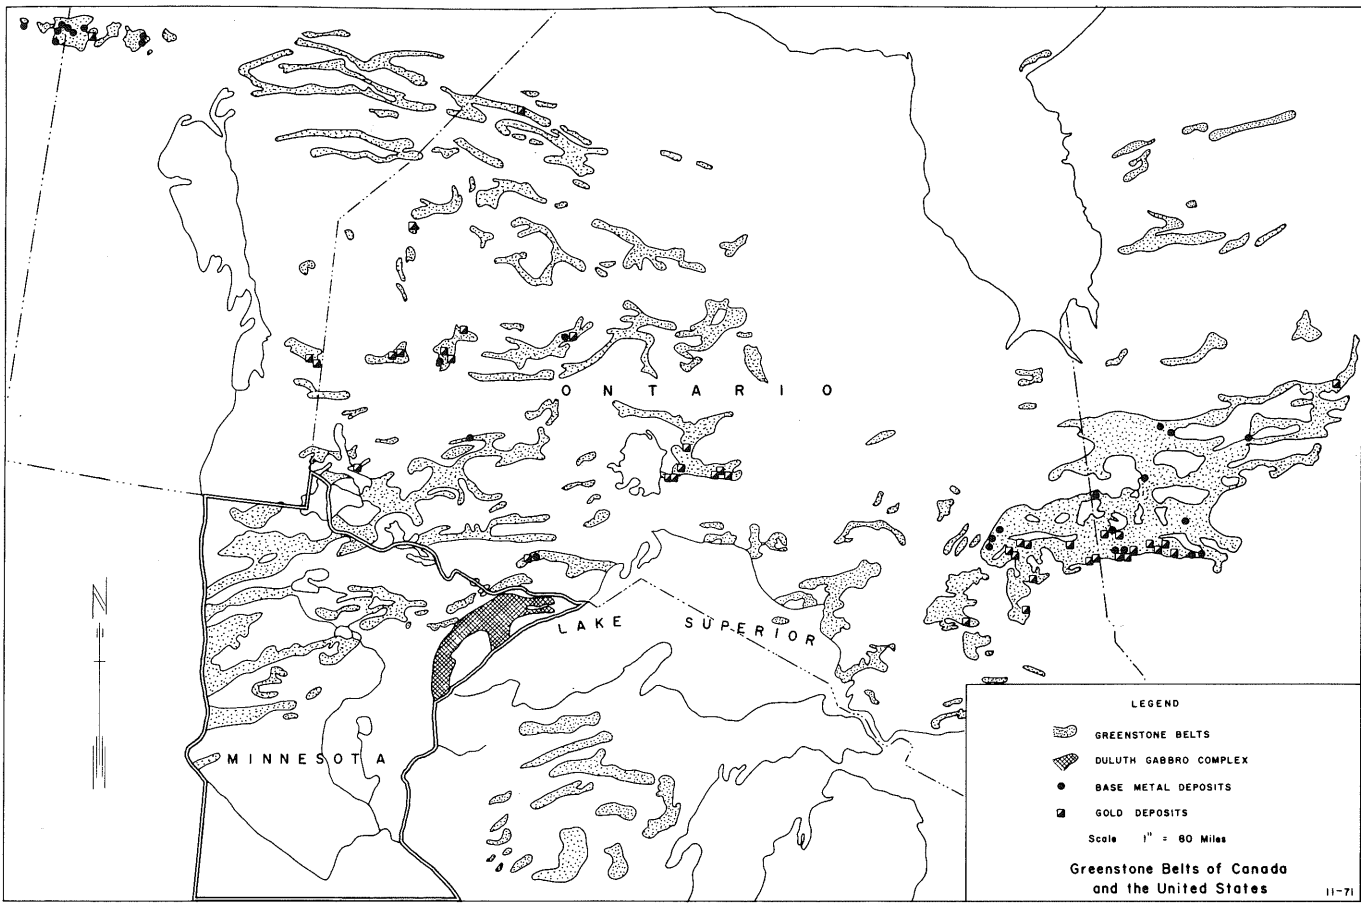 ONTARIO
LAKE SUPERIOR
N
MINNESOTA
LEGEND
GREENSTONE BELTS
DULUTH GABBRO COMPLEX
BASE METAL DEPOSITS
GOLD DEPOSITS
Scale 1" = 80 Miles
Greenstone Belts of Canada
and the United States
11-71